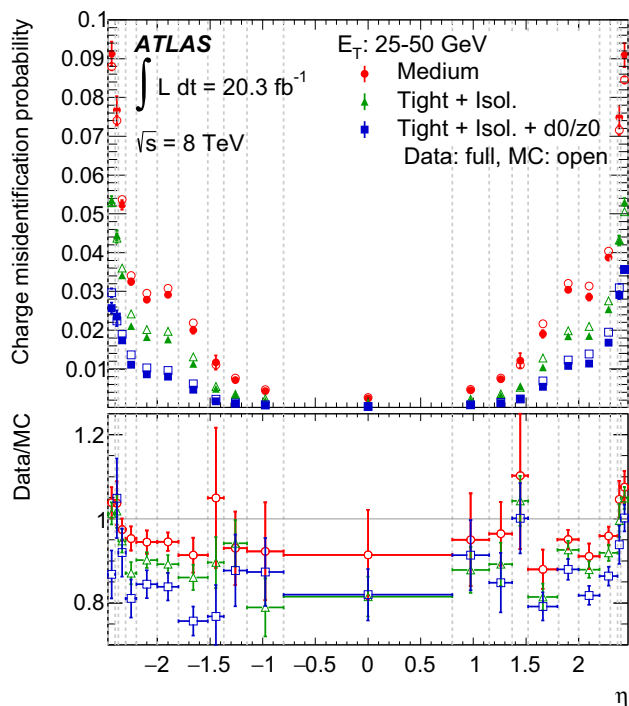 ATLAS
∫ L dt = 20.3 fb⁻¹
√s = 8 TeV
E_T: 25-50 GeV
Medium
Tight + Isol.
Tight + Isol. + d0/z0
Data: full, MC: open
Charge misidentification probability
0.1
0.09
0.08
0.07
0.06
0.05
0.04
0.03
0.02
0.01
Data/MC
1.2
1
0.8
−2 −1.5 −1 −0.5 0 0.5 1 1.5 2
η